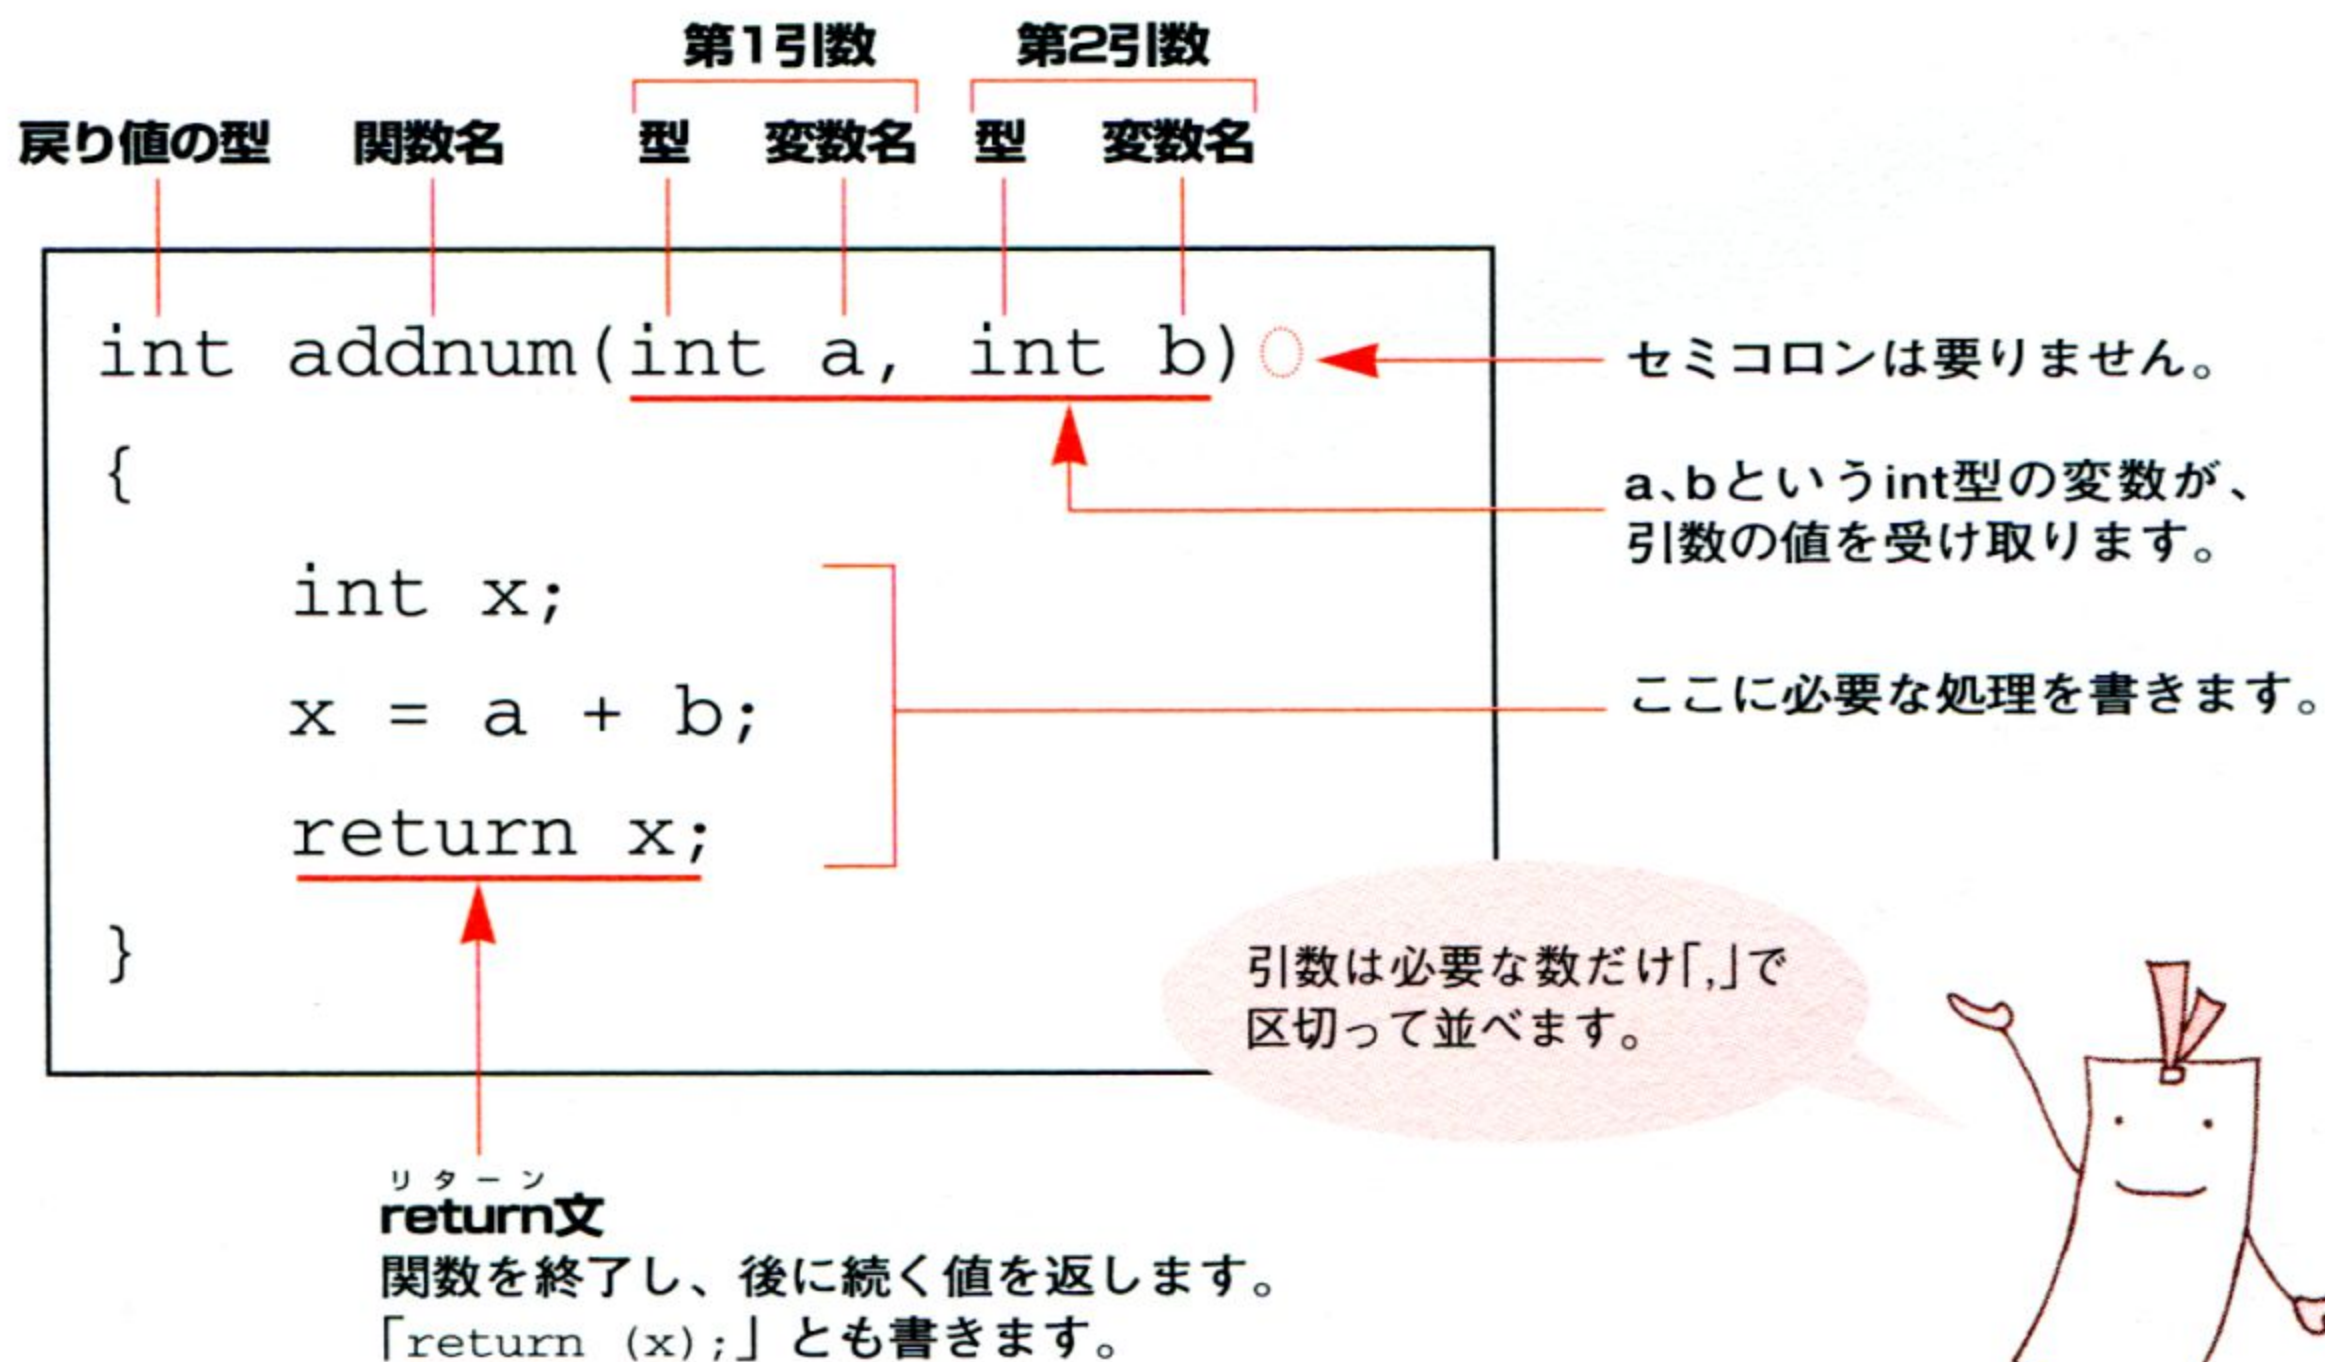 第1引数 第2引数
戻り値の型 関数名 型 変数名 型 変数名
int addnum(int a, int b)
セミコロンは要りません。
{
a、bというint型の変数が、
引数の値を受け取ります。
int x;
x = a + b;
ここに必要な処理を書きます。
return x;
}
引数は必要な数だけ「,」で
区切って並べます。
リターン
return文
関数を終了し、後に続く値を返します。
「return (x);」とも書きます。